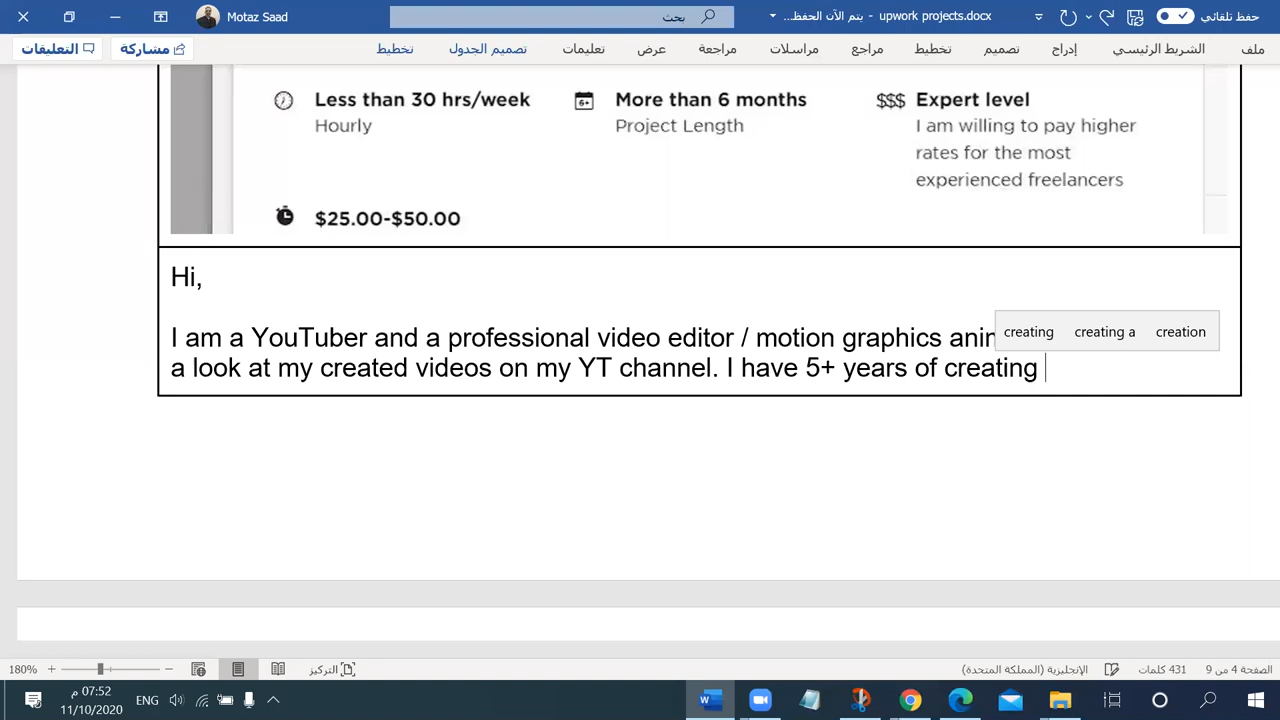 حفظ تلقائي
upwork projects.docx - يتم الآن الحفظ...
بحث
Motaz Saad
ملف الشريط الرئيسي إدراج تصميم تخطيط مراجع مراسلات مراجعة عرض تعليمات تصميم الجدول تخطيط
مشاركة
التعليقات
Less than 30 hrs/week
Hourly
6+
More than 6 months
Project Length
$$$ Expert level
I am willing to pay higher
rates for the most
experienced freelancers
$25.00-$50.00
Hi,
creating creating a creation
I am a YouTuber and a professional video editor / motion graphics
a look at my created videos on my YT channel. I have 5+ years of creating
الصفحة 4 من 9
431 كلمات
الإنجليزية (المملكة المتحدة)
التركيز
180%
ENG
07:52 م
11/10/2020